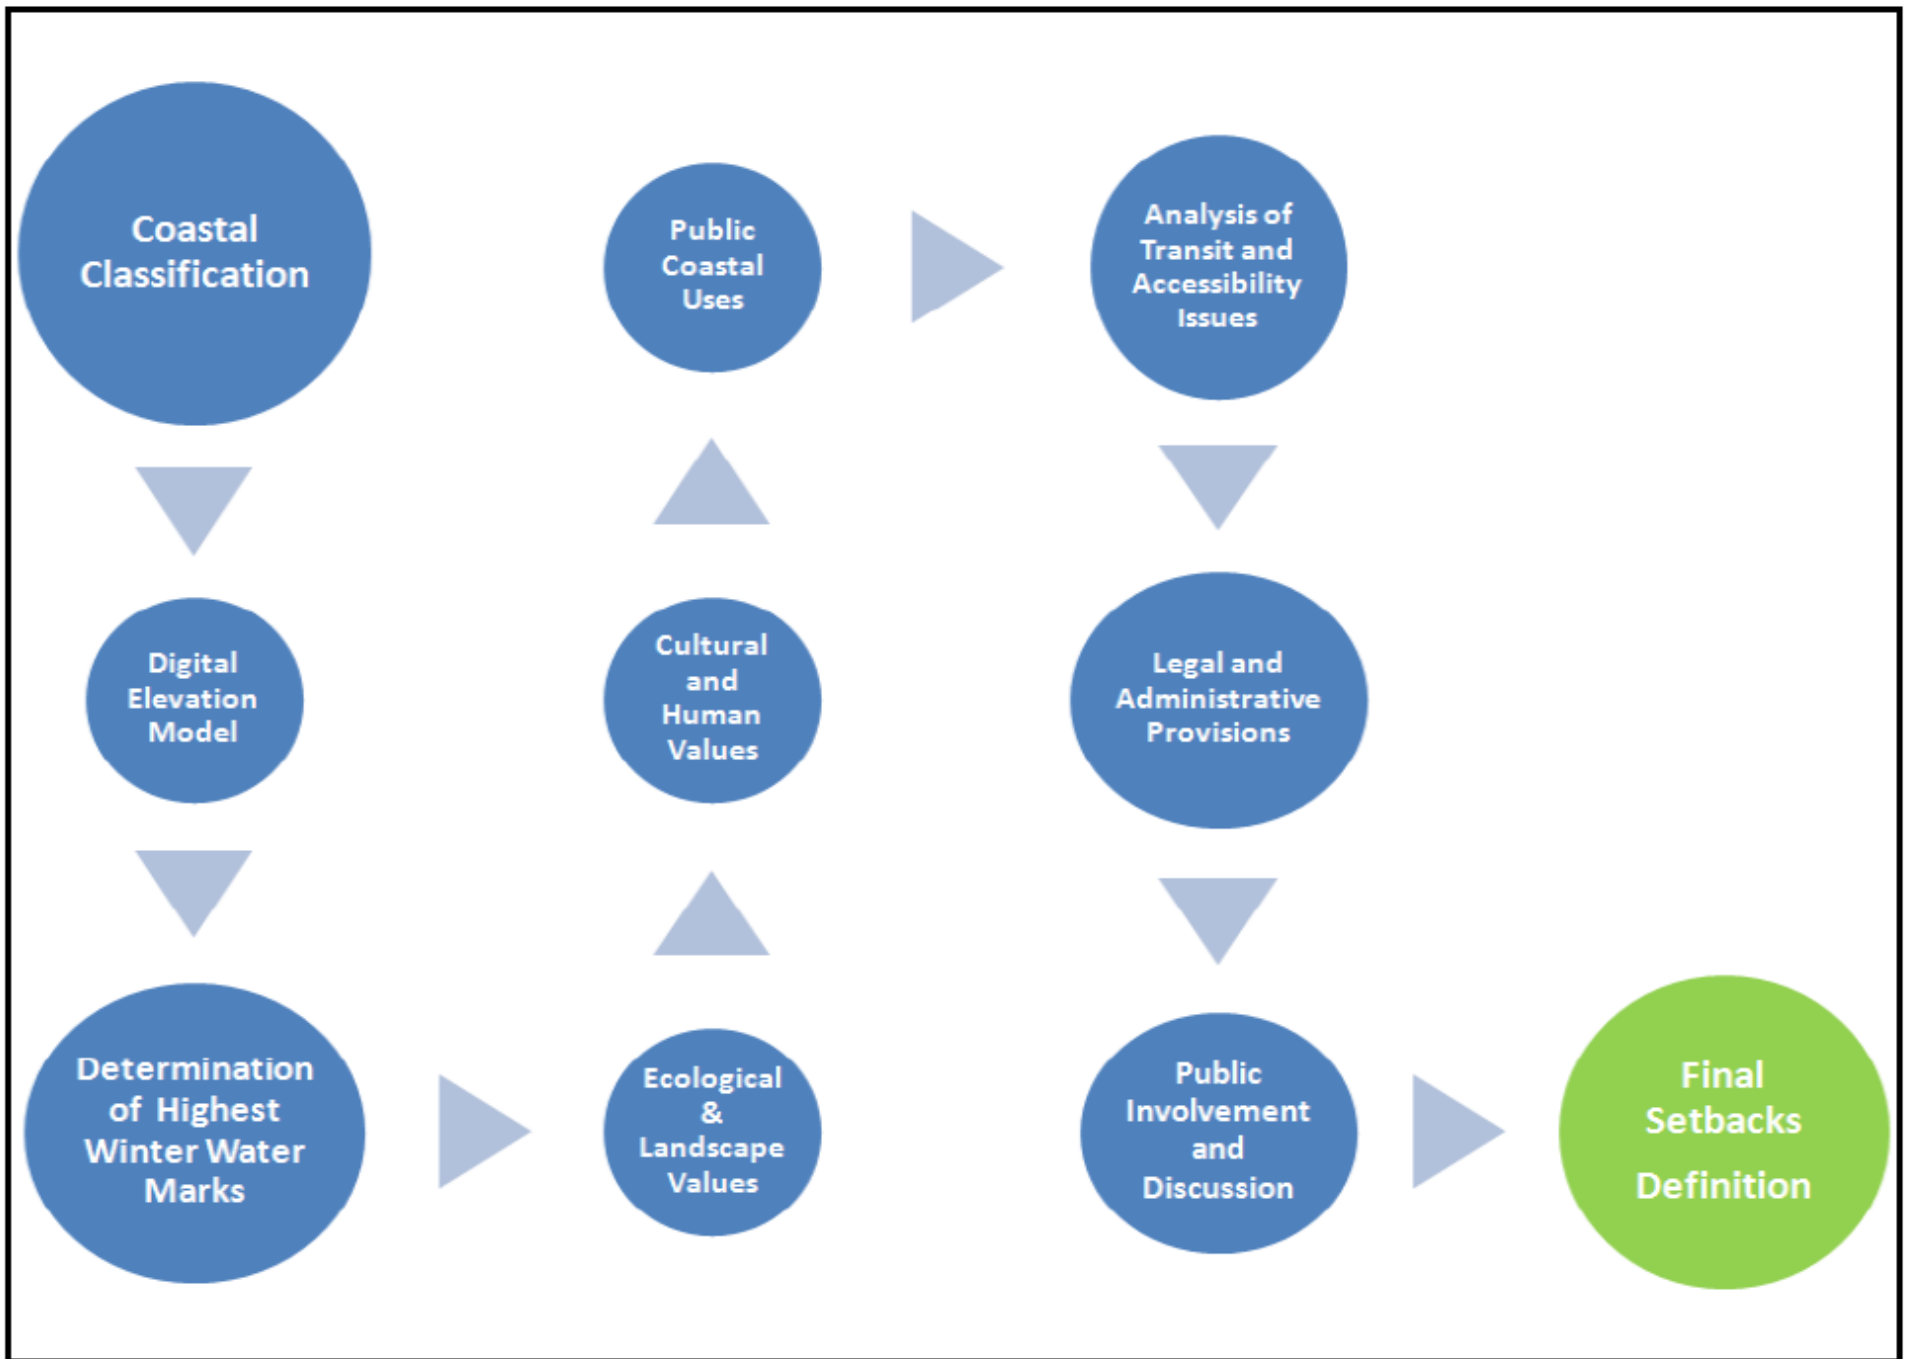 Coastal
Classification
Digital
Elevation
Model
Determination
of Highest
Winter Water
Marks
Ecological
&
Landscape
Values
Cultural
and
Human
Values
Public
Coastal
Uses
Analysis of
Transit and
Accessibility
Issues
Legal and
Administrative
Provisions
Public
Involvement
and
Discussion
Final
Setbacks
Definition